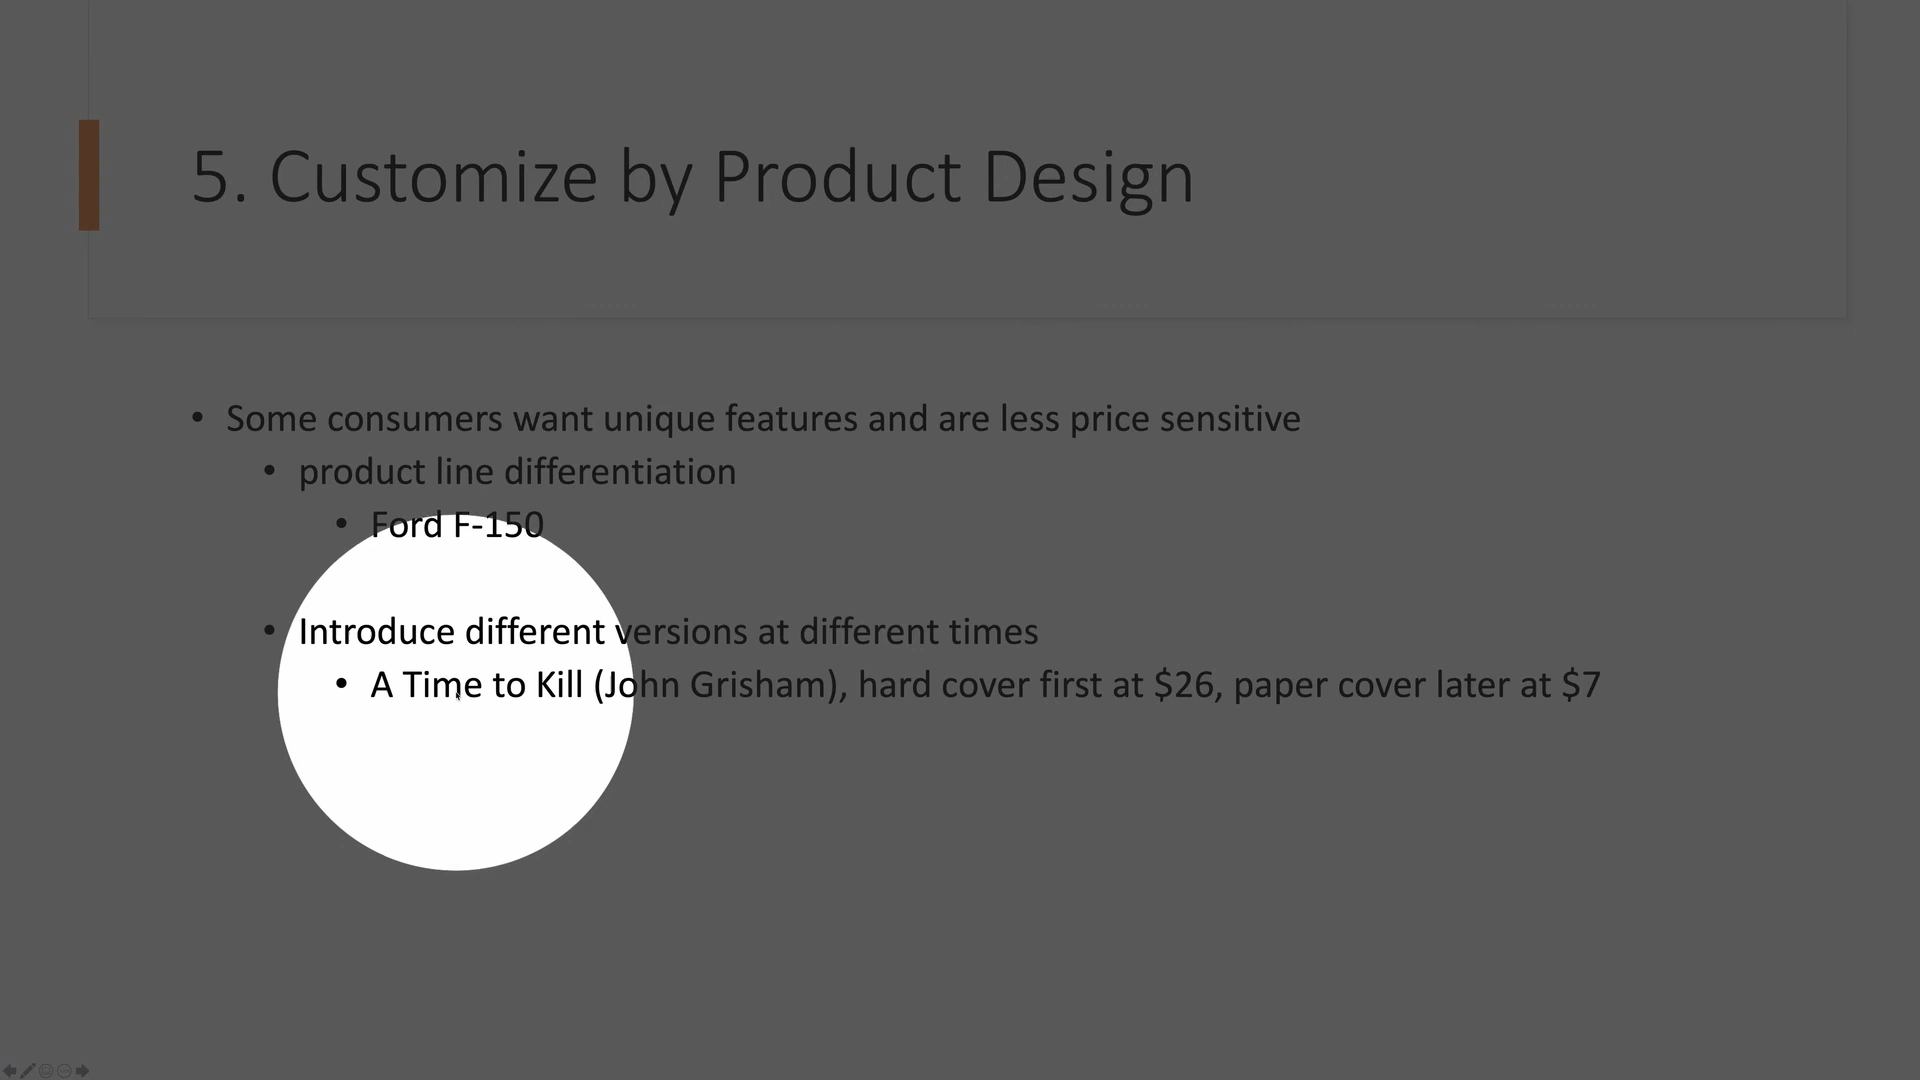 5. Customize by Product Design
• Some consumers want unique features and are less price sensitive
• product line differentiation
• Ford F-150
• Introduce different versions at different times
• A Time to Kill (John Grisham), hard cover first at $26, paper cover later at $7